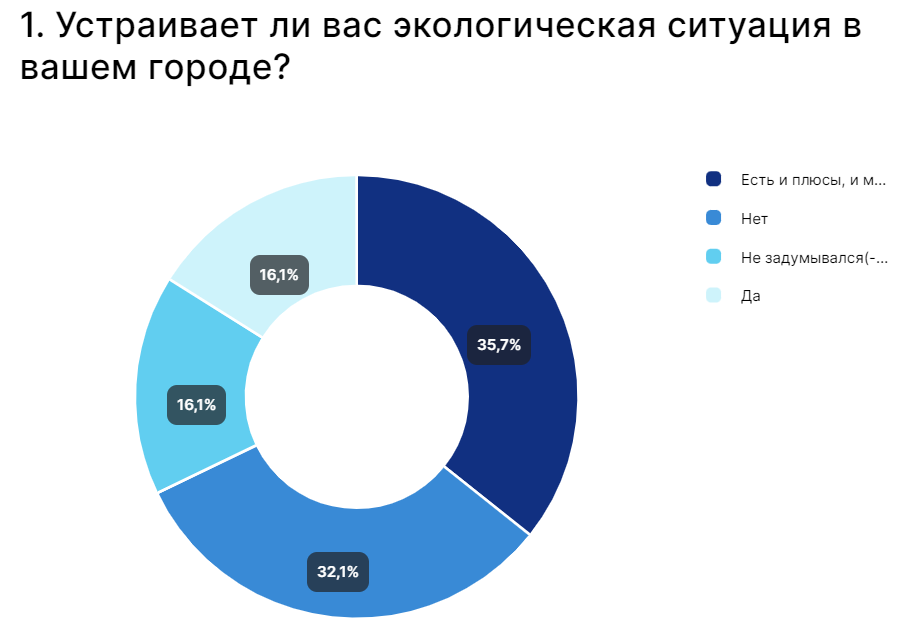 1. Устраивает ли вас экологическая ситуация в
вашем городе?
Есть и плюсы, и м...
Нет
Не задумывался(-...
Да
16,1%
35,7%
16,1%
32,1%